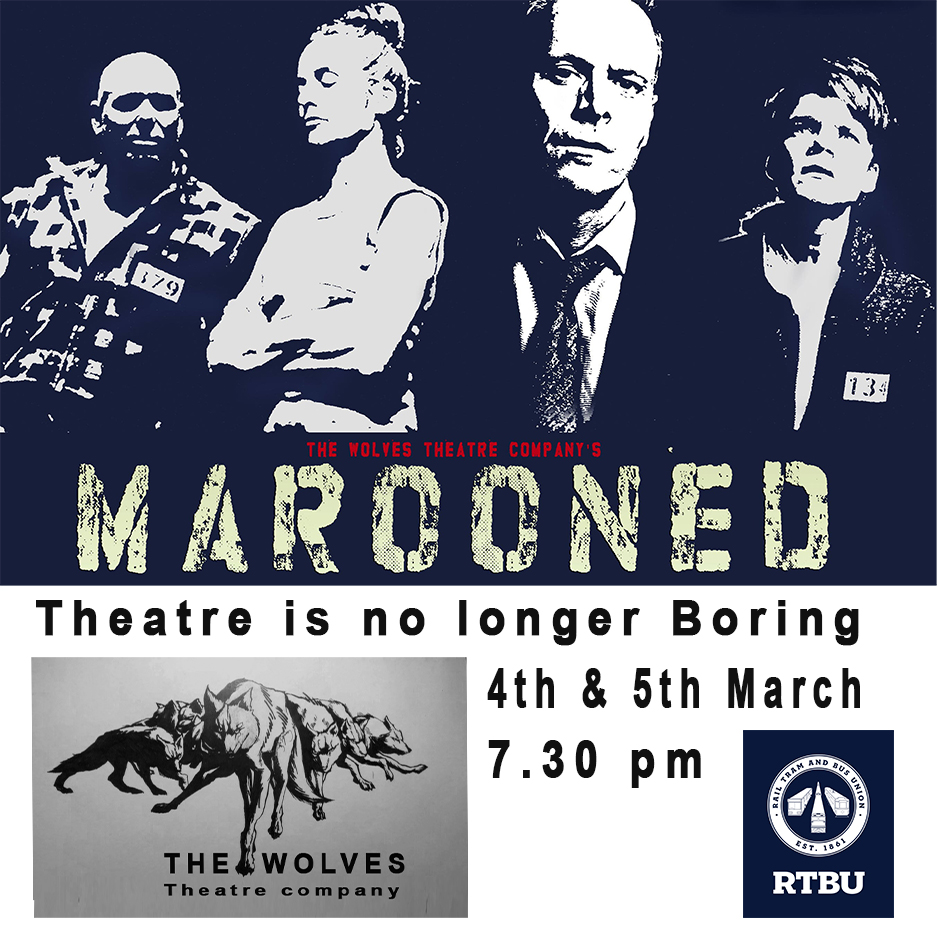 379
134
THE WOLVES THEATRE COMPANY'S
MAROONED
Theatre is no longer Boring
4th & 5th March
7.30 pm
THE WOLVES
Theatre company
RAIL TRAM AND BUS UNION
EST. 1861
RTBU